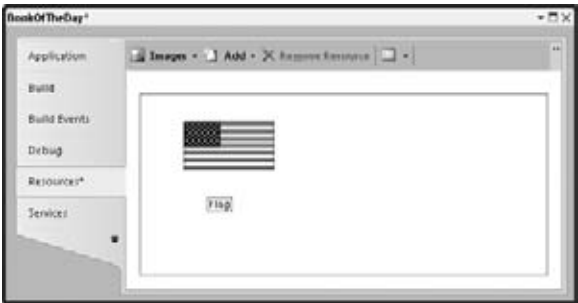 BookOfTheDay*
Application
Images Add Remove Resource
Build
Build Events
Debug
Resources*
Services
Flag